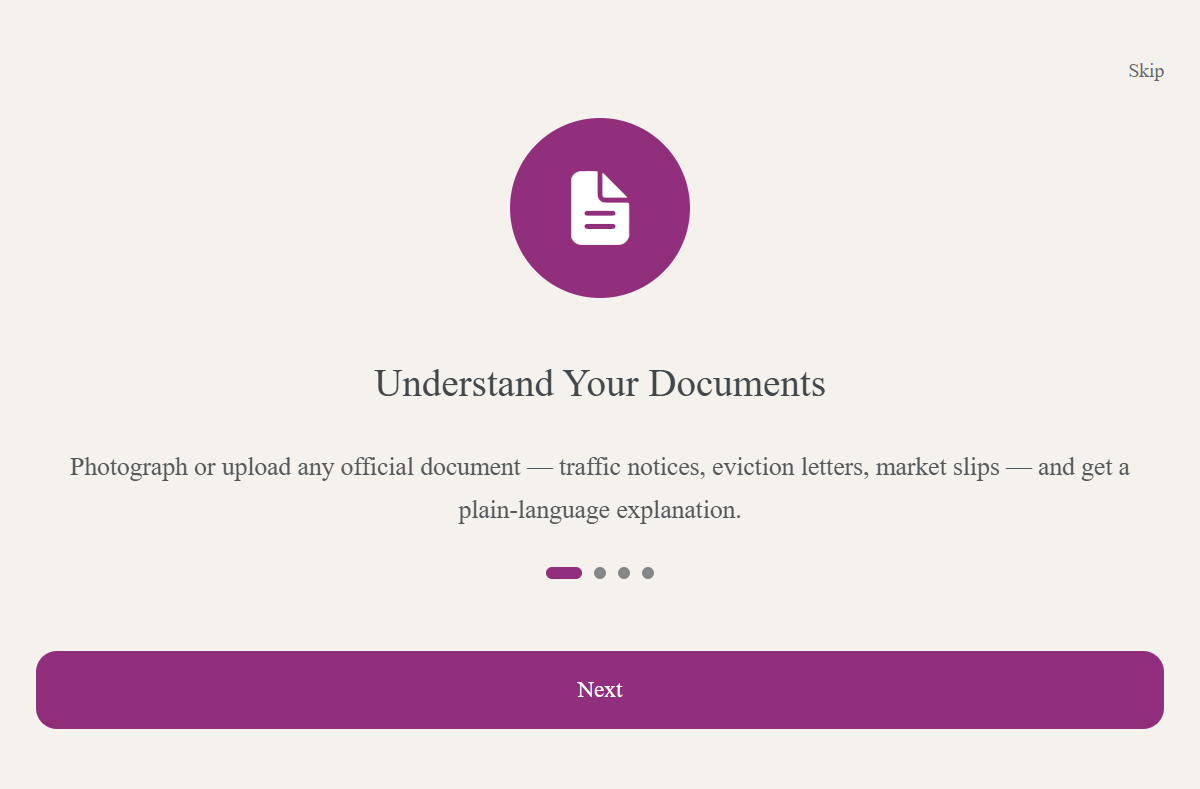 Skip
Understand Your Documents
Photograph or upload any official document — traffic notices, eviction letters, market slips — and get a
plain-language explanation.
Next